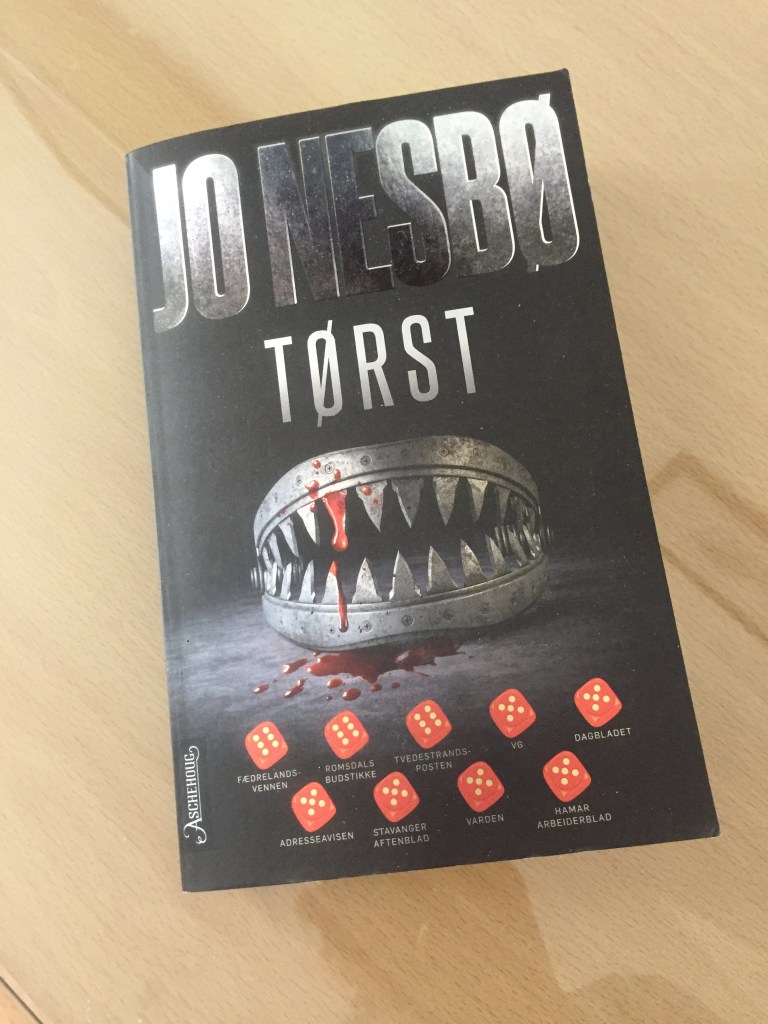 JO NESBØ
TØRST
FÆDRELANDS-
VENNEN
ROMSDALS
BUDSTIKKE
TVEDESTRANDS-
POSTEN
VG
DAGBLADET
ADRESSEAVISEN
STAVANGER
AFTENBLAD
VARDEN
HAMAR
ARBEIDERBLAD
ASCHEHOUG